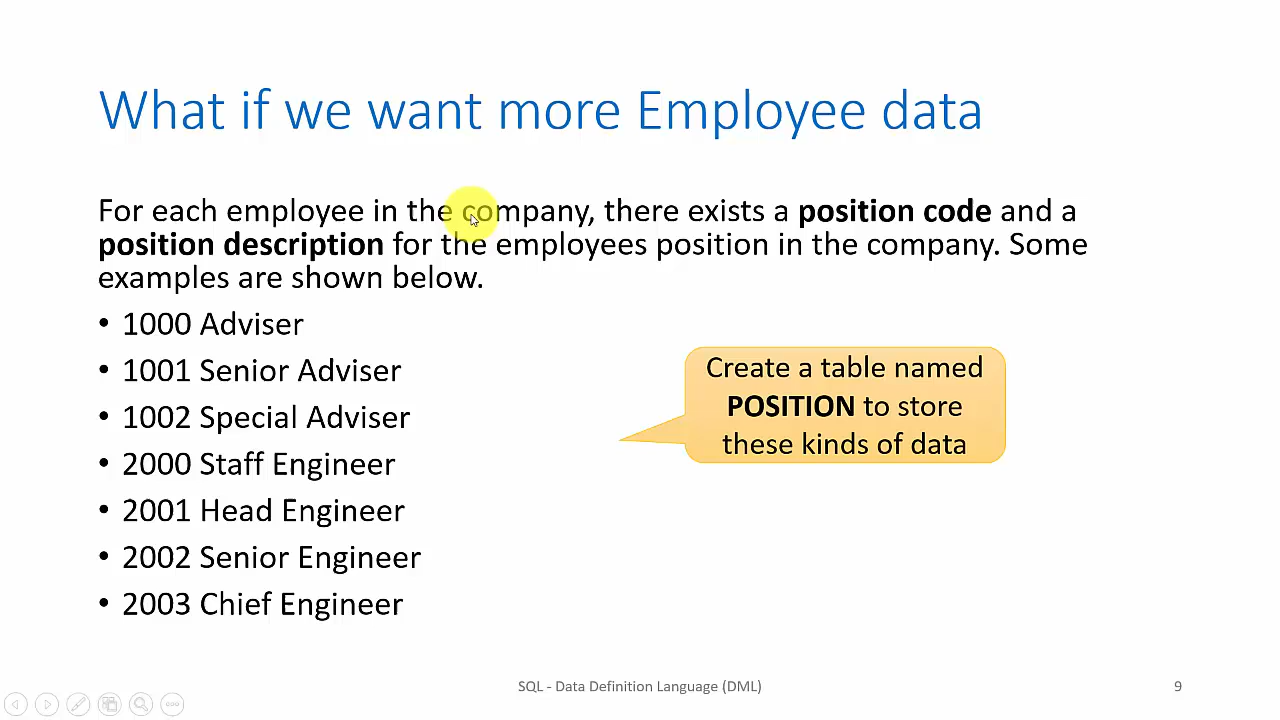 What if we want more Employee data
For each employee in the company, there exists a position code and a
position description for the employees position in the company. Some
examples are shown below.
• 1000 Adviser
• 1001 Senior Adviser
• 1002 Special Adviser
• 2000 Staff Engineer
• 2001 Head Engineer
• 2002 Senior Engineer
• 2003 Chief Engineer
Create a table named
POSITION to store
these kinds of data
SQL - Data Definition Language (DML)
9